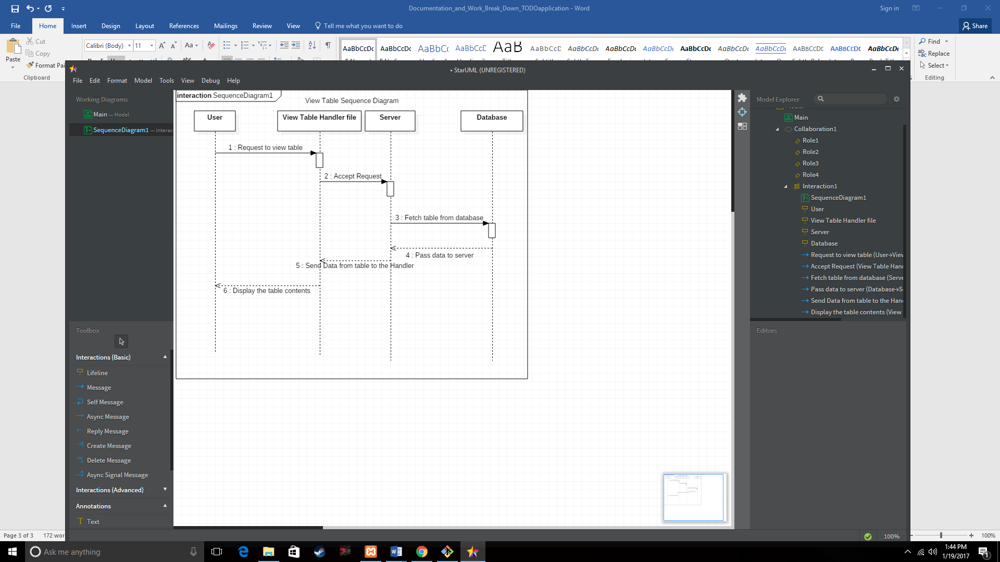 Documentation_and_Work_Break_Down_TODOapplication - Word
Sign in
File Home Insert Design Layout References Mailings Review View Tell me what you want to do
Share
Cut
Copy
Format Pai
Paste
Clipboard
Calibri (Body) 11
AaBbCcDc AaBbCcDc AaBbCc AaBbCcD AaB AaBbCcD AaBbCcDc AaBbCcDc AaBbCcDc AaBbCcDc AaBbCcDc AaBbCcDc AaBbCcDc AaBbCcDc AaBbCcDc
Find
Replace
Select
Editing
• StarUML (UNREGISTERED)
File Edit Format Model Tools View Debug Help
Working Diagrams
Main — Model
SequenceDiagram1 — Interac
interaction SequenceDiagram1
View Table Sequence Diagram
User
View Table Handler file
Server
Database
1 : Request to view table
2 : Accept Request
3 : Fetch table from database
4 : Pass data to server
5 : Send Data from table to the Handler
6 : Display the table contents
Toolbox
Interactions (Basic)
Lifeline
Message
Self Message
Async Message
Reply Message
Create Message
Delete Message
Async Signal Message
Interactions (Advanced)
Annotations
Text
Model Explorer
Main
Collaboration1
Role1
Role2
Role3
Role4
Interaction1
SequenceDiagram1
User
View Table Handler file
Server
Database
Request to view table (User→View
Accept Request (View Table Hand
Fetch table from database (Serve
Pass data to server (Database→S
Send Data from table to the Hand
Display the table contents (View
Editors
100%
Page 3 of 3 172 wor
100%
Ask me anything
1:44 PM
1/19/2017
1